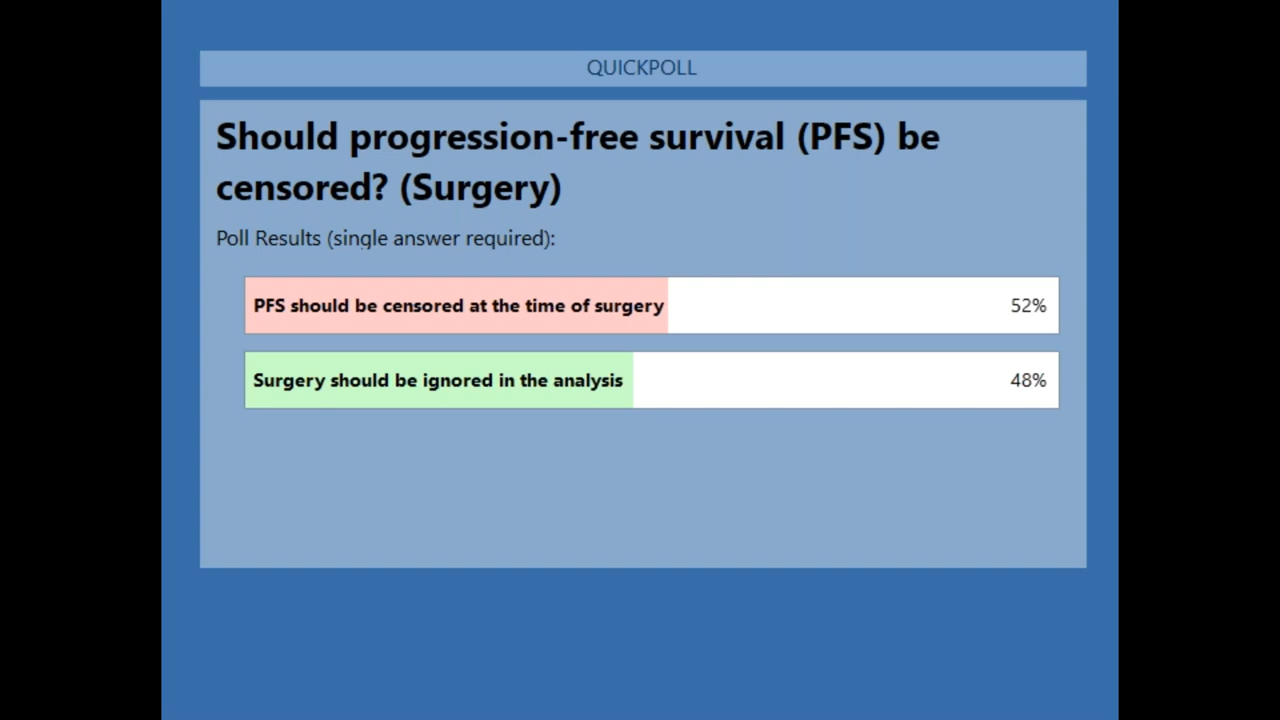 QUICKPOLL
Should progression-free survival (PFS) be
censored? (Surgery)
Poll Results (single answer required):
PFS should be censored at the time of surgery 52%
Surgery should be ignored in the analysis 48%